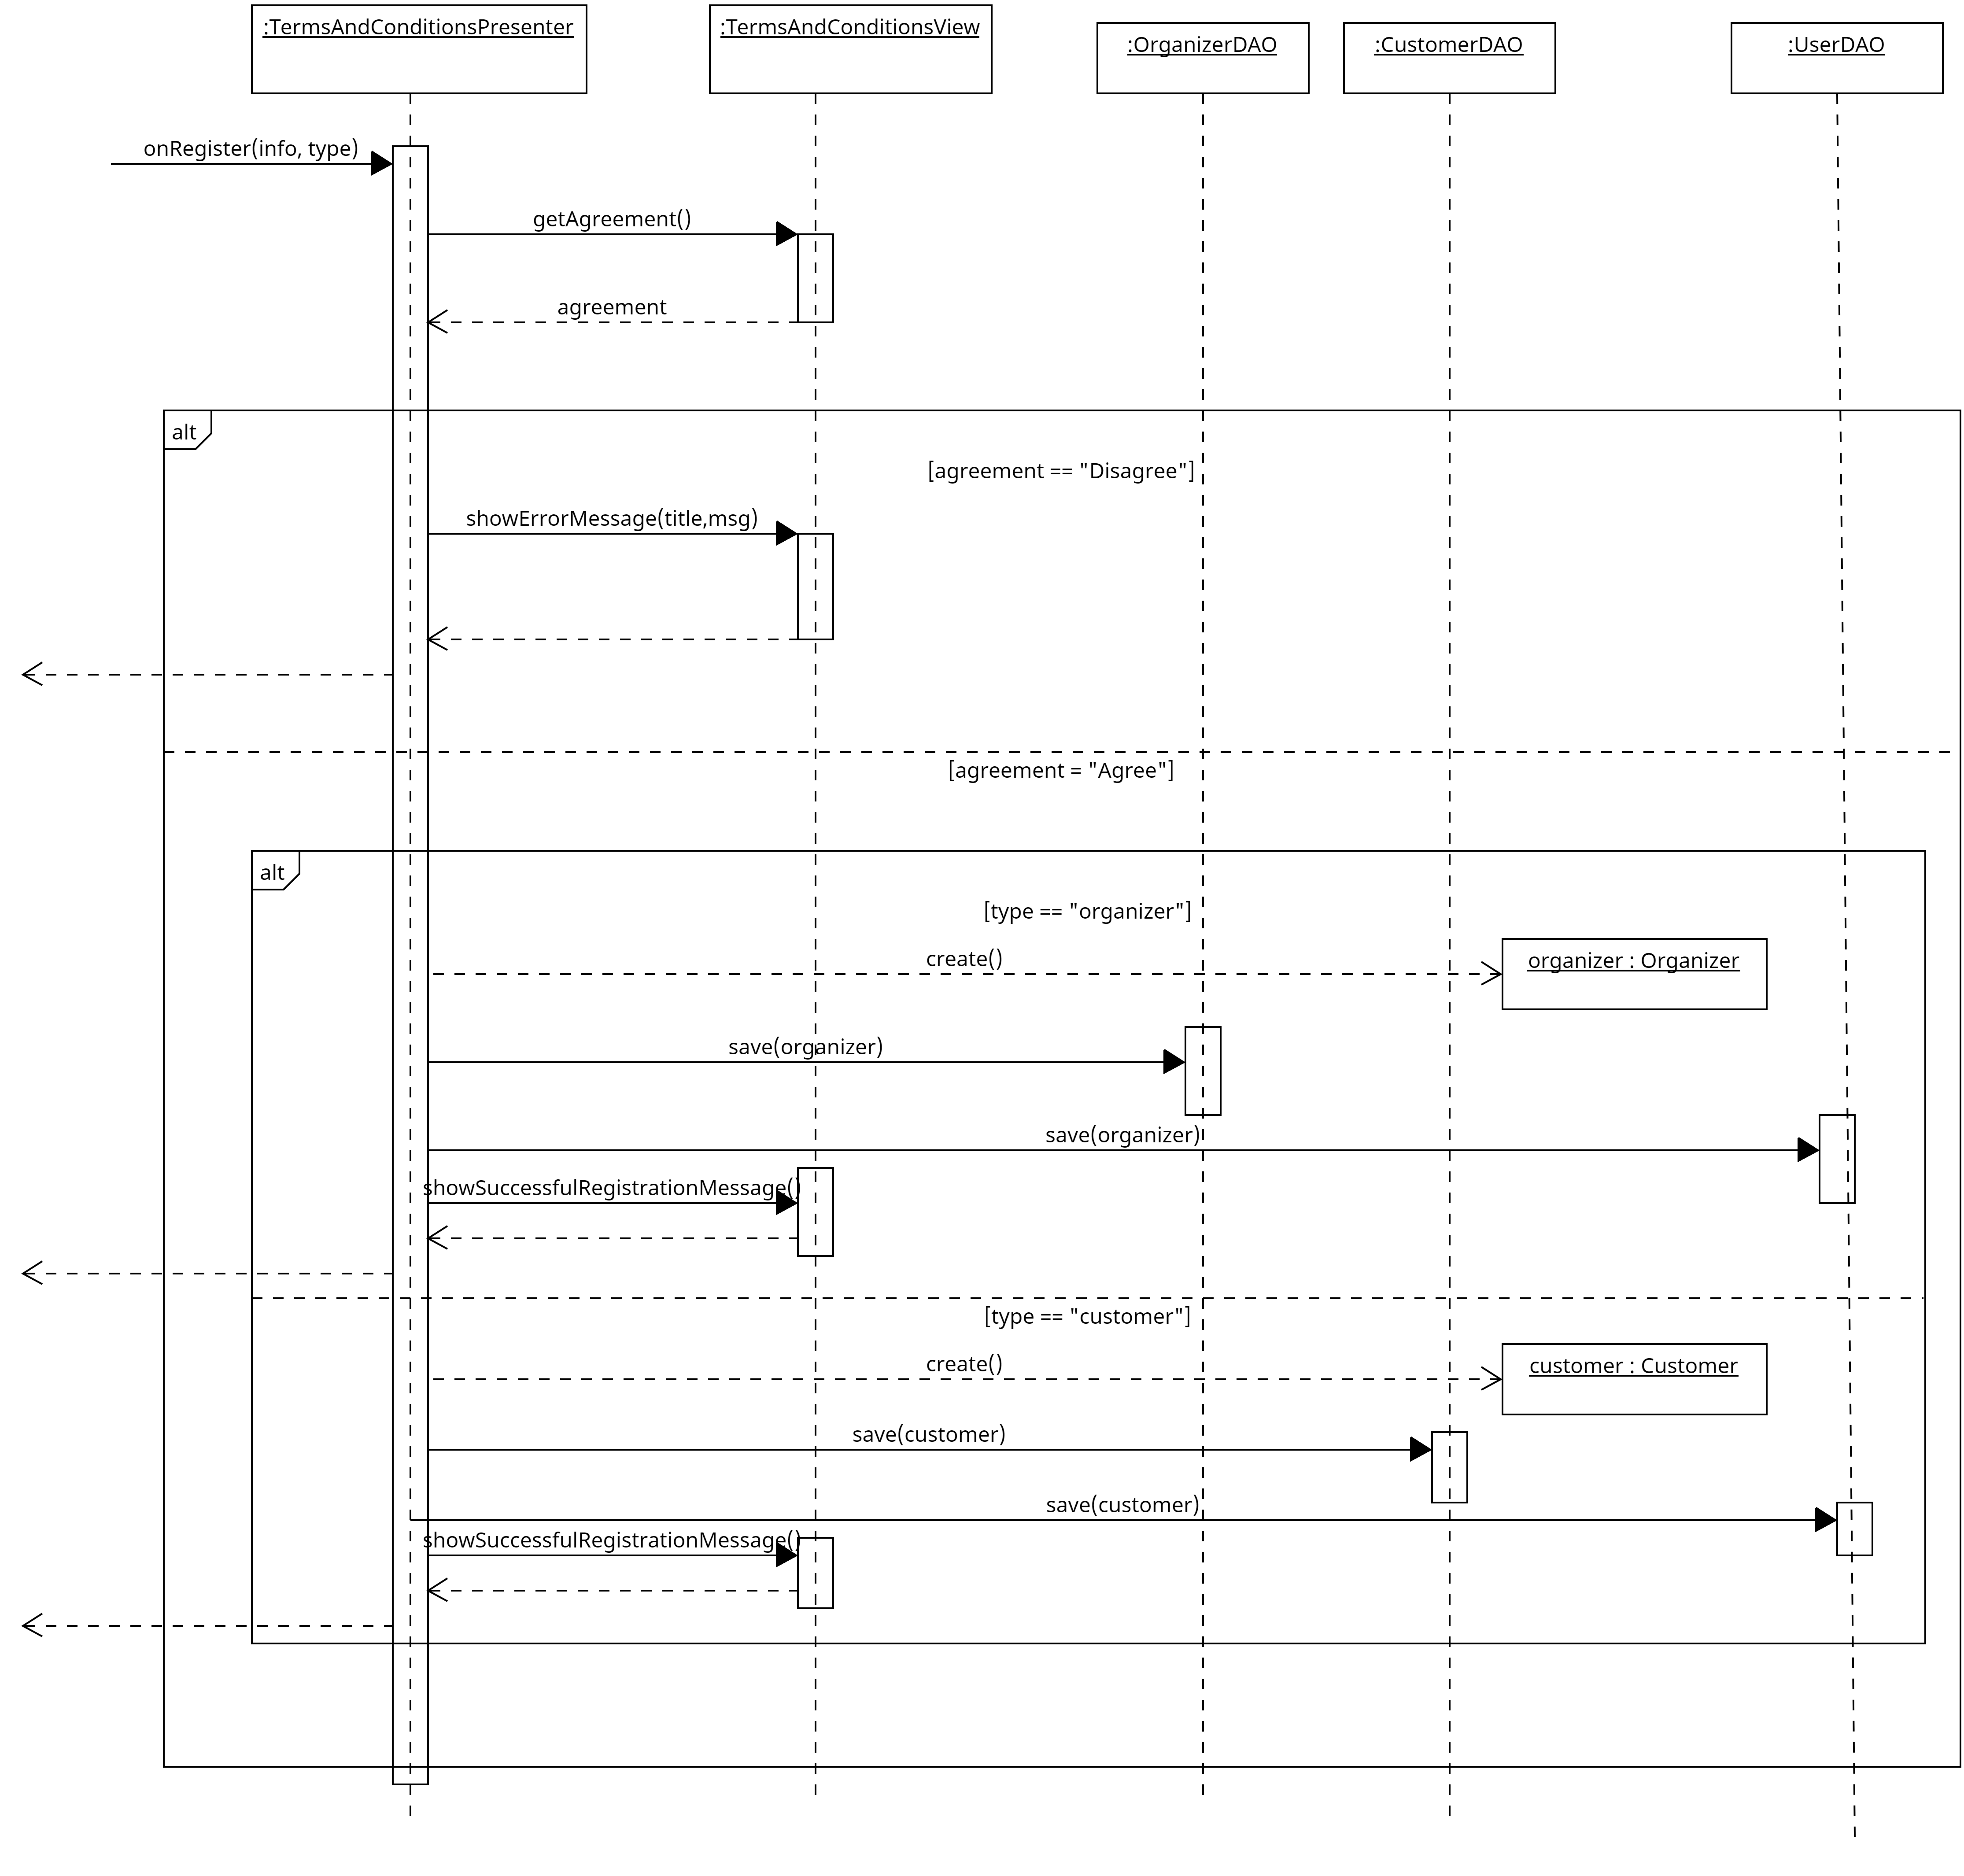 :TermsAndConditionsPresenter
:TermsAndConditionsView
:OrganizerDAO
:CustomerDAO
:UserDAO
onRegister(info, type)
getAgreement()
agreement
alt
[agreement == "Disagree"]
showErrorMessage(title,msg)
[agreement = "Agree"]
alt
[type == "organizer"]
create()
organizer : Organizer
save(organizer)
save(organizer)
showSuccessfulRegistrationMessage()
[type == "customer"]
create()
customer : Customer
save(customer)
save(customer)
showSuccessfulRegistrationMessage()